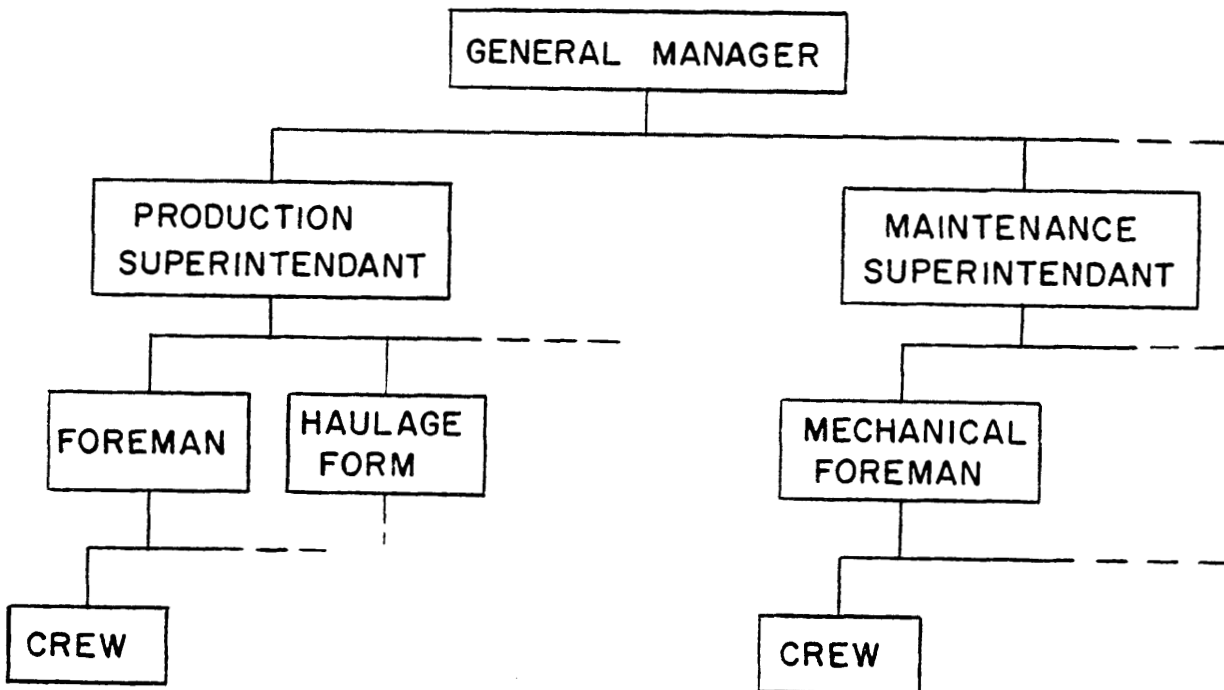 GENERAL MANAGER
PRODUCTION
SUPERINTENDANT
MAINTENANCE
SUPERINTENDANT
FOREMAN
HAULAGE
FORM
MECHANICAL
FOREMAN
CREW
CREW